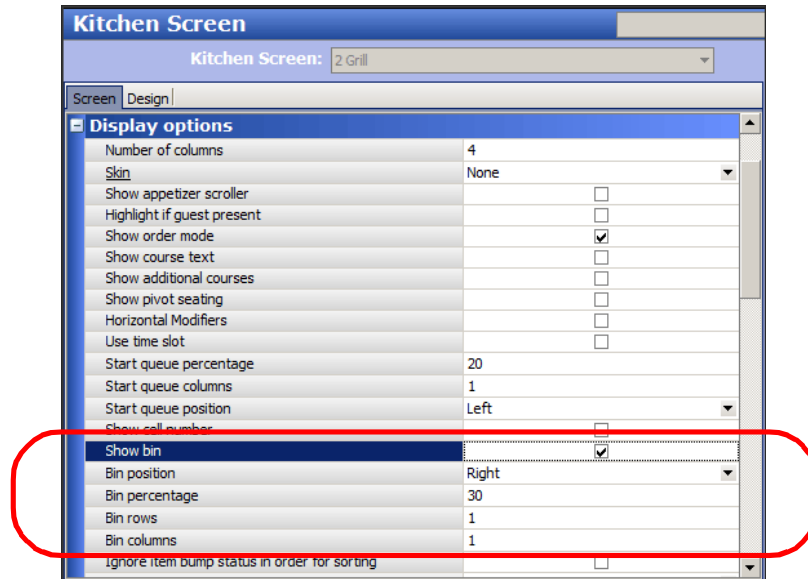 Kitchen Screen
Kitchen Screen: 2 Grill
Screen Design
Display options
Number of columns 4
Skin None
Show appetizer scroller
Highlight if guest present
Show order mode
Show course text
Show additional courses
Show pivot seating
Horizontal Modifiers
Use time slot
Start queue percentage 20
Start queue columns 1
Start queue position Left
Show cell number
Show bin
Bin position Right
Bin percentage 30
Bin rows 1
Bin columns 1
Ignore item bump status in order for sorting